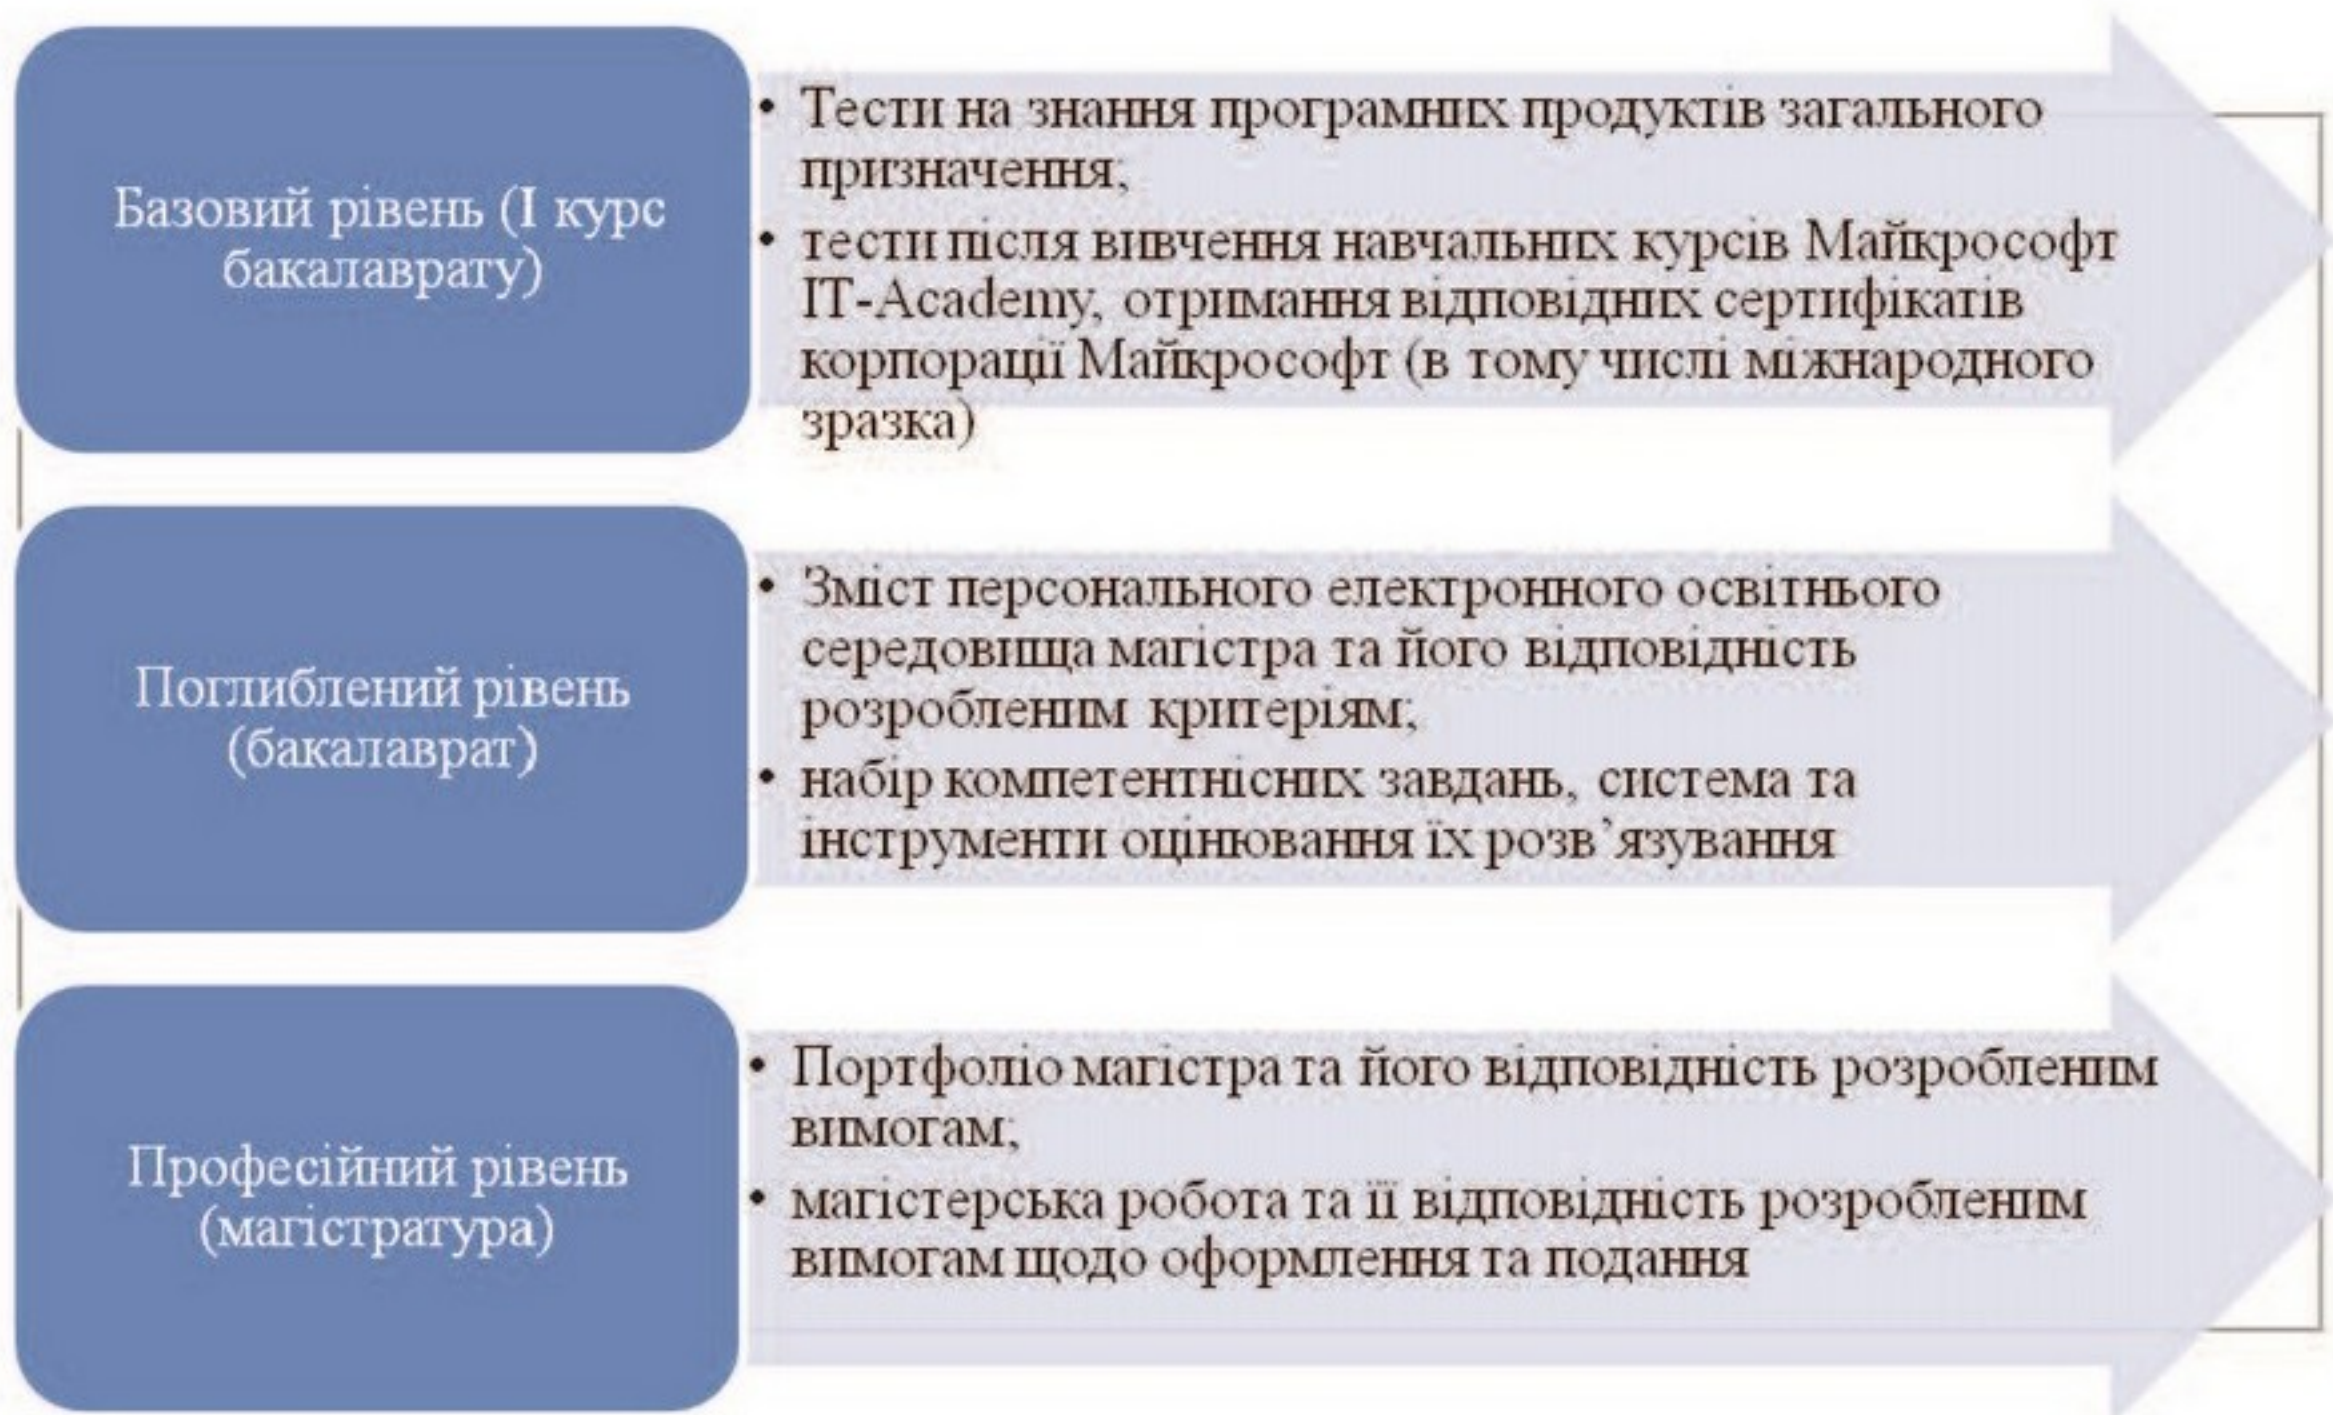 Базовий рівень (І курс
бакалаврату)
• Тести на знання програмних продуктів загального
призначення;
• тести після вивчення навчальних курсів Майкрософт
IT-Academy, отримання відповідних сертифікатів
корпорації Майкрософт (в тому числі міжнародного
зразка)
Поглиблений рівень
(бакалаврат)
• Зміст персонального електронного освітнього
середовища магістра та його відповідність
розробленим критеріям;
• набір компетентнісних завдань, система та
інструменти оцінювання їх розв’язування
Професійний рівень
(магістратура)
• Портфоліо магістра та його відповідність розробленим
вимогам;
• магістерська робота та її відповідність розробленим
вимогам щодо оформлення та подання